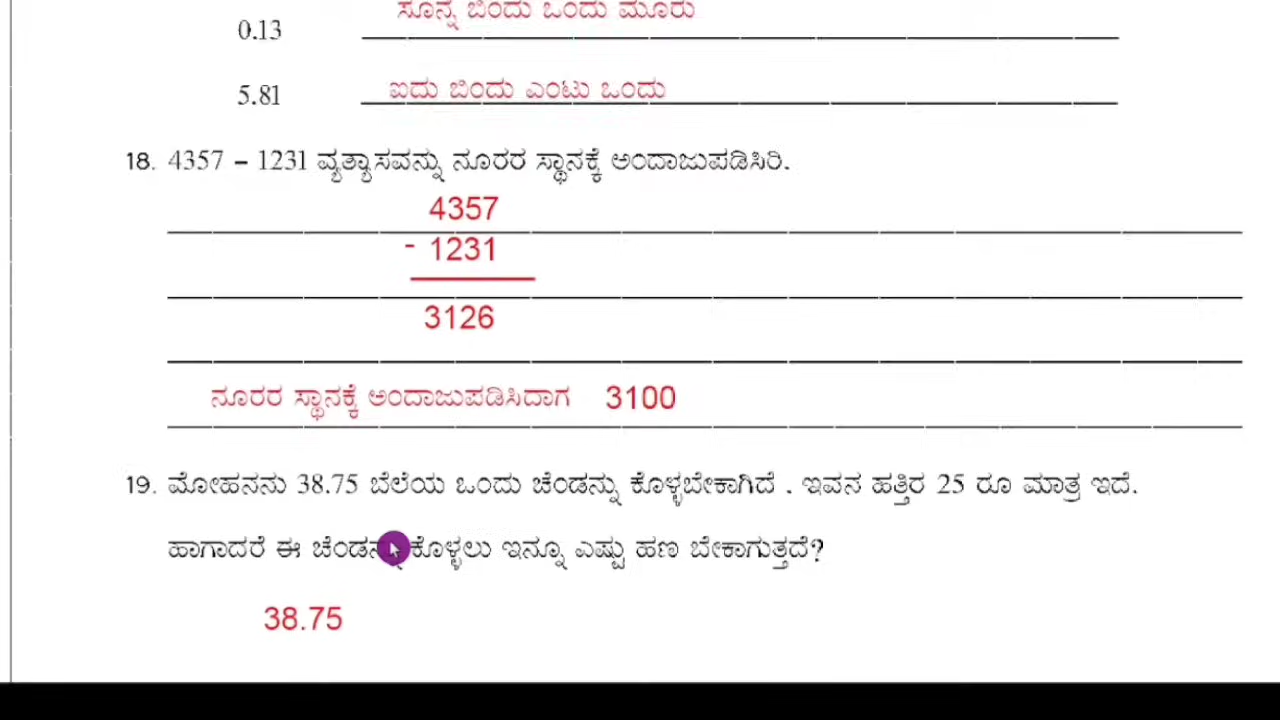 ಸೊನ್ನೆ ಬಿಂದು ಒಂದು ಮೂರು
0.13
5.81 ಐದು ಬಿಂದು ಎಂಟು ಒಂದು
18. 4357 – 1231 ವ್ಯತ್ಯಾಸವನ್ನು ನೂರರ ಸ್ಥಾನಕ್ಕೆ ಅಂದಾಜುಪಡಿಸಿರಿ.
4357
- 1231
3126
ನೂರರ ಸ್ಥಾನಕ್ಕೆ ಅಂದಾಜುಪಡಿಸಿದಾಗ 3100
19. ಮೋಹನನು 38.75 ಬೆಲೆಯ ಒಂದು ಚೆಂಡನ್ನು ಕೊಳ್ಳಬೇಕಾಗಿದೆ . ಇವನ ಹತ್ತಿರ 25 ರೂ ಮಾತ್ರ ಇದೆ.
ಹಾಗಾದರೆ ಈ ಚೆಂಡನ್ನು ಕೊಳ್ಳಲು ಇನ್ನೂ ಎಷ್ಟು ಹಣ ಬೇಕಾಗುತ್ತದೆ?
38.75